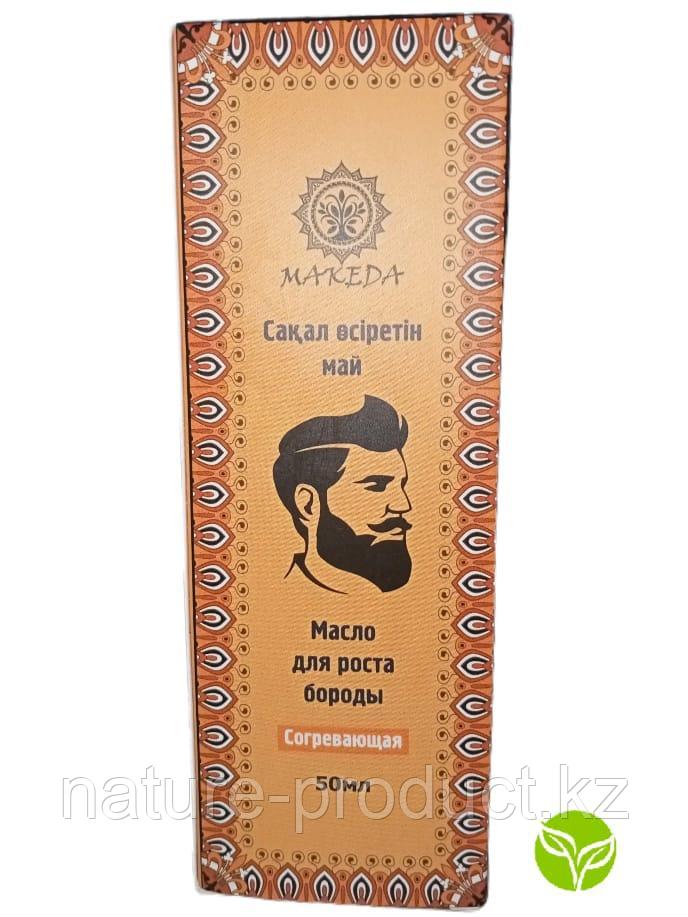 MAKEDA
Сақал өсіретін
май
Масло
для роста
бороды
Согревающая
50мл
nature-product.kz